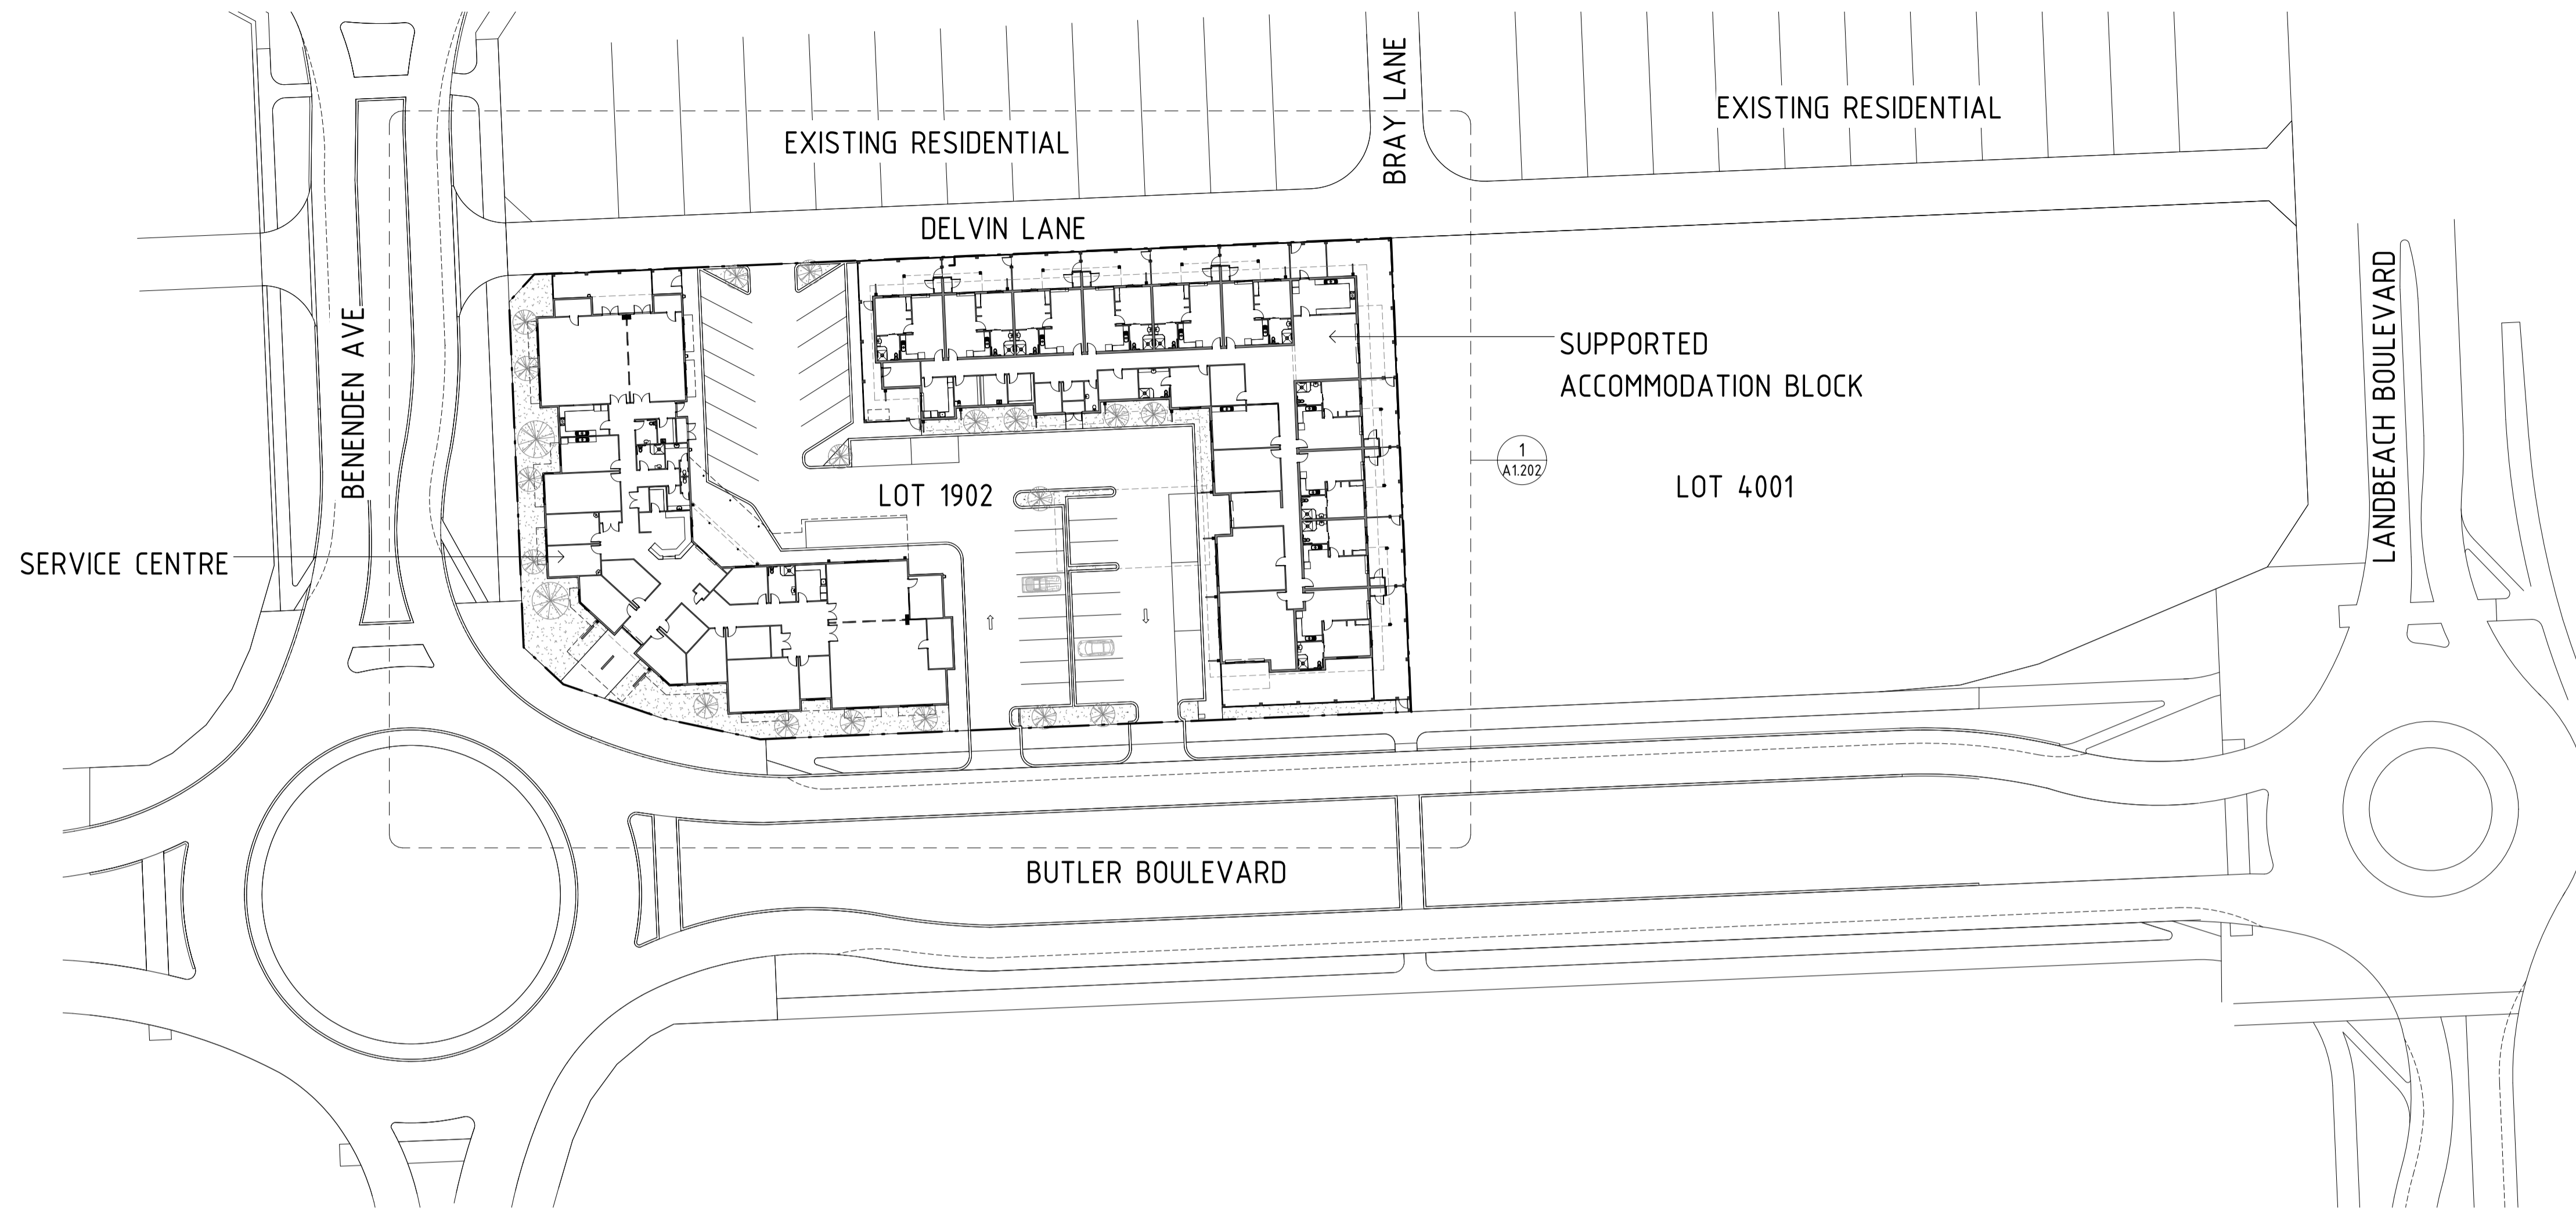 BRAY LANE
EXISTING RESIDENTIAL
EXISTING RESIDENTIAL
DELVIN LANE
BENENDEN AVE
LANDBEACH BOULEVARD
SUPPORTED
ACCOMMODATION BLOCK
1
A1.202
LOT 1902
LOT 4001
SERVICE CENTRE
BUTLER BOULEVARD